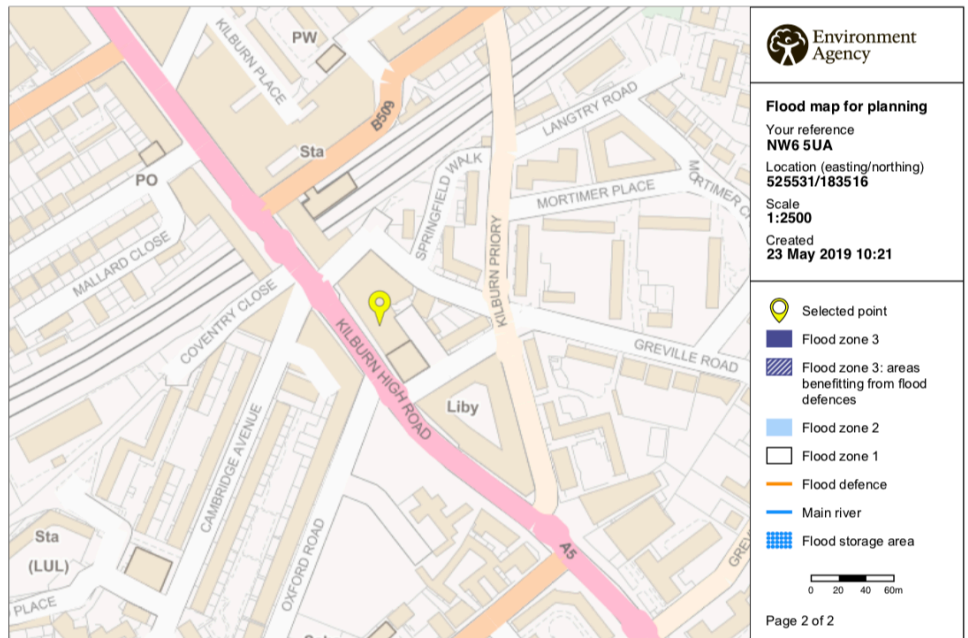 KILBURN PLACE
PW
B509
Sta
PO
LANGTRY ROAD
SPRINGFIELD WALK
MORTIMER PLACE
MORTIMER C
MALLARD CLOSE
KILBURN PRIORY
COVENTRY CLOSE
KILBURN HIGH ROAD
GREVILLE ROAD
Liby
CAMBRIDGE AVENUE
OXFORD ROAD
Sta
(LUL)
PLACE
A5
GREV
Environment
Agency
Flood map for planning
Your reference
NW6 5UA
Location (easting/northing)
525531/183516
Scale
1:2500
Created
23 May 2019 10:21
Selected point
Flood zone 3
Flood zone 3: areas
benefitting from flood
defences
Flood zone 2
Flood zone 1
Flood defence
Main river
Flood storage area
0 20 40 60m
Page 2 of 2